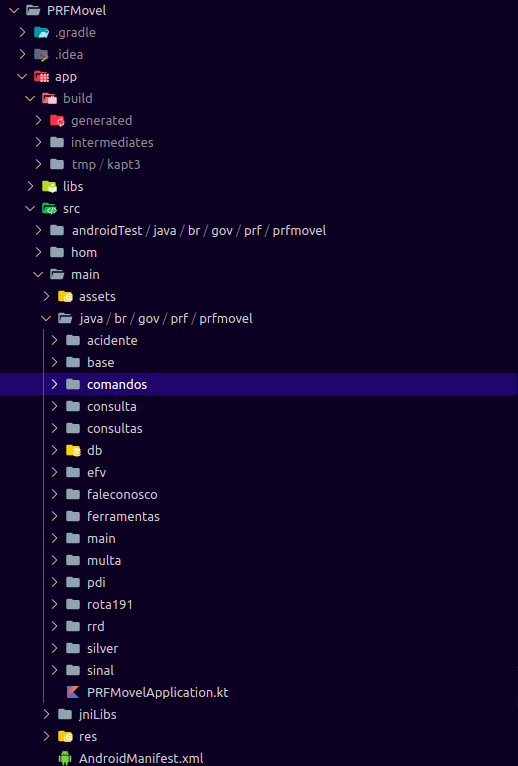 PRFMovel
.gradle
.idea
app
build
generated
intermediates
tmp / kapt3
libs
src
androidTest / java / br / gov / prf / prfmovel
hom
main
assets
java / br / gov / prf / prfmovel
acidente
base
comandos
consulta
consultas
db
efv
faleconosco
ferramentas
main
multa
pdi
rota191
rrd
silver
sinal
PRFMovelApplication.kt
jniLibs
res
AndroidManifest.xml